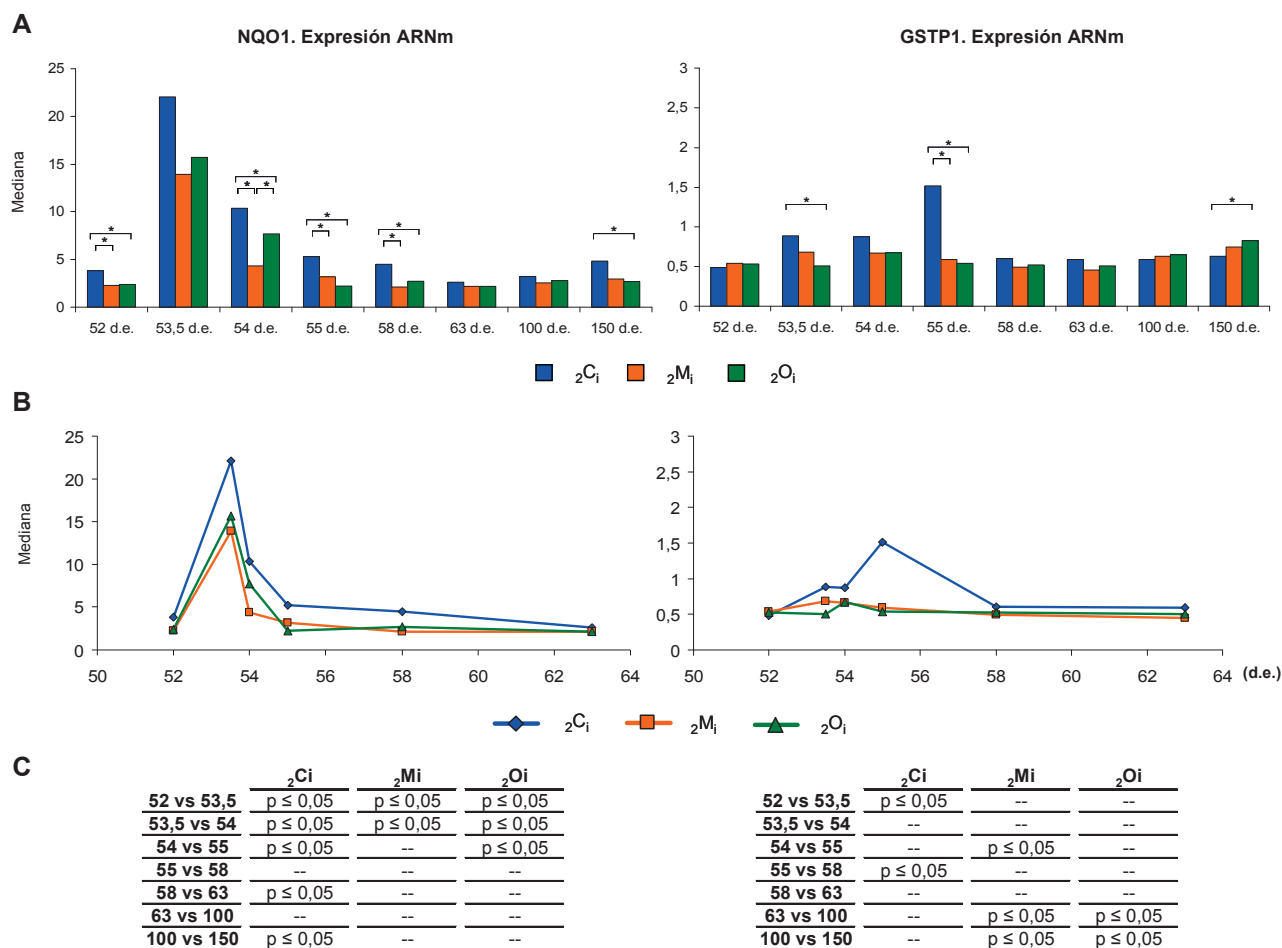 A
NQO1. Expresión ARNm
GSTP1. Expresión ARNm
Mediana
25
20
15
10
5
0
* * * * * * * * * * *
52 d.e. 53,5 d.e. 54 d.e. 55 d.e. 58 d.e. 63 d.e. 100 d.e. 150 d.e.
3
2,5
2
1,5
1
0,5
0
* * * *
52 d.e. 53,5 d.e. 54 d.e. 55 d.e. 58 d.e. 63 d.e. 100 d.e. 150 d.e.
₂Cᵢ ₂Mᵢ ₂Oᵢ
B
Mediana
25
20
15
10
5
0
50 52 54 56 58 60 62 64
3
2,5
2
1,5
1
0,5
0
50 52 54 56 58 60 62 64 (d.e.)
₂Cᵢ ₂Mᵢ ₂Oᵢ
C
₂Ci ₂Mi ₂Oi
52 vs 53,5 p ≤ 0,05 p ≤ 0,05 p ≤ 0,05
53,5 vs 54 p ≤ 0,05 p ≤ 0,05 p ≤ 0,05
54 vs 55 p ≤ 0,05 -- p ≤ 0,05
55 vs 58 -- -- --
58 vs 63 p ≤ 0,05 -- --
63 vs 100 -- -- --
100 vs 150 p ≤ 0,05 -- --
₂Ci ₂Mi ₂Oi
52 vs 53,5 p ≤ 0,05 -- --
53,5 vs 54 -- -- --
54 vs 55 -- p ≤ 0,05 --
55 vs 58 p ≤ 0,05 -- --
58 vs 63 -- -- --
63 vs 100 -- p ≤ 0,05 p ≤ 0,05
100 vs 150 -- p ≤ 0,05 p ≤ 0,05